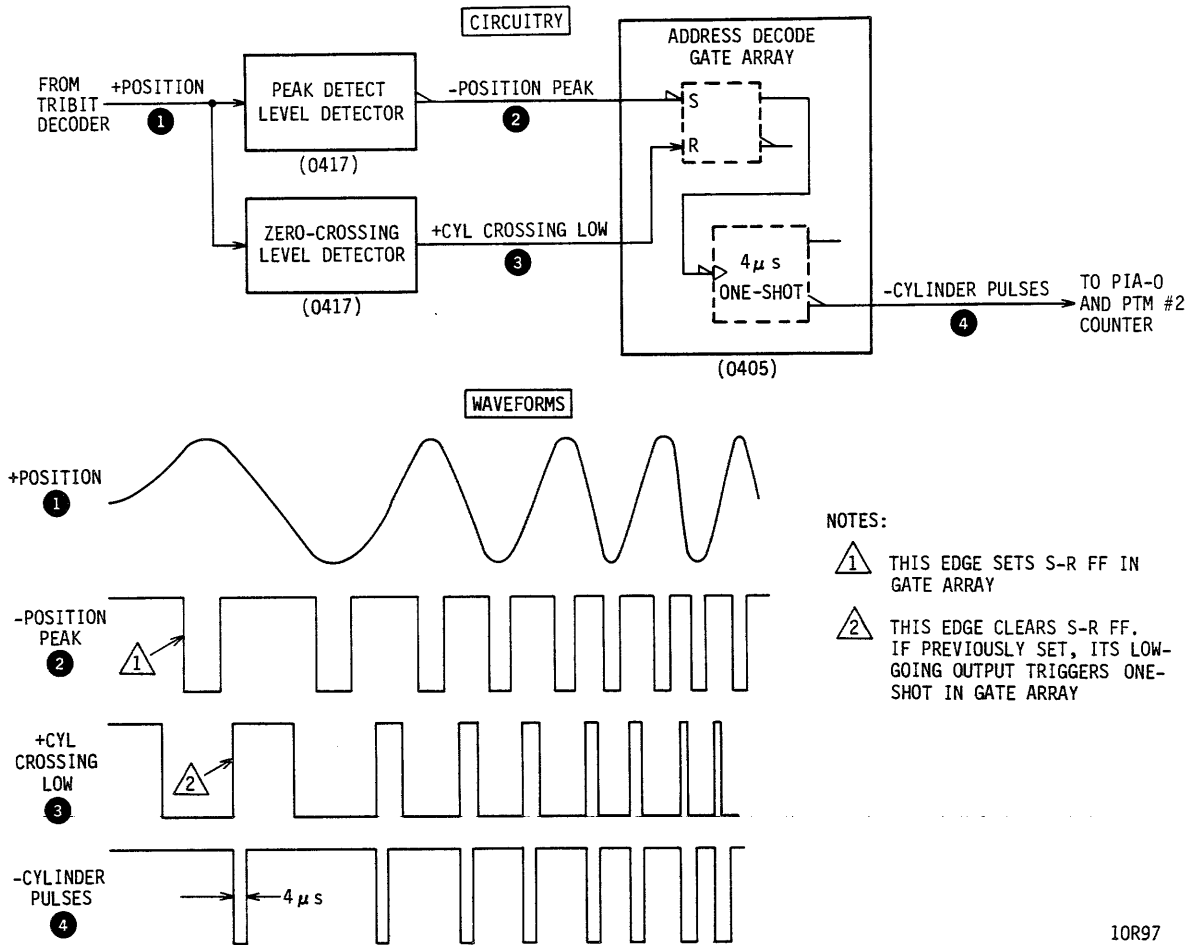 CIRCUITRY
FROM
TRIBIT
DECODER
+POSITION
1
PEAK DETECT
LEVEL DETECTOR
(0417)
-POSITION PEAK
2
ZERO-CROSSING
LEVEL DETECTOR
(0417)
+CYL CROSSING LOW
3
ADDRESS DECODE
GATE ARRAY
S
R
4μs
ONE-SHOT
(0405)
-CYLINDER PULSES
4
TO PIA-0
AND PTM #2
COUNTER
WAVEFORMS
+POSITION
1
-POSITION
PEAK
2
1
+CYL
CROSSING
LOW
3
2
-CYLINDER
PULSES
4
4μs
NOTES:
1 THIS EDGE SETS S-R FF IN
GATE ARRAY
2 THIS EDGE CLEARS S-R FF.
IF PREVIOUSLY SET, ITS LOW-
GOING OUTPUT TRIGGERS ONE-
SHOT IN GATE ARRAY
10R97